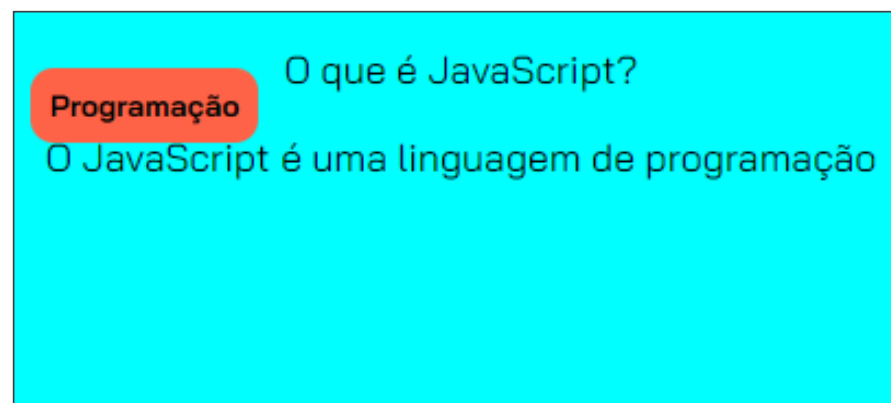 O que é JavaScript?
Programação
O JavaScript é uma linguagem de programação